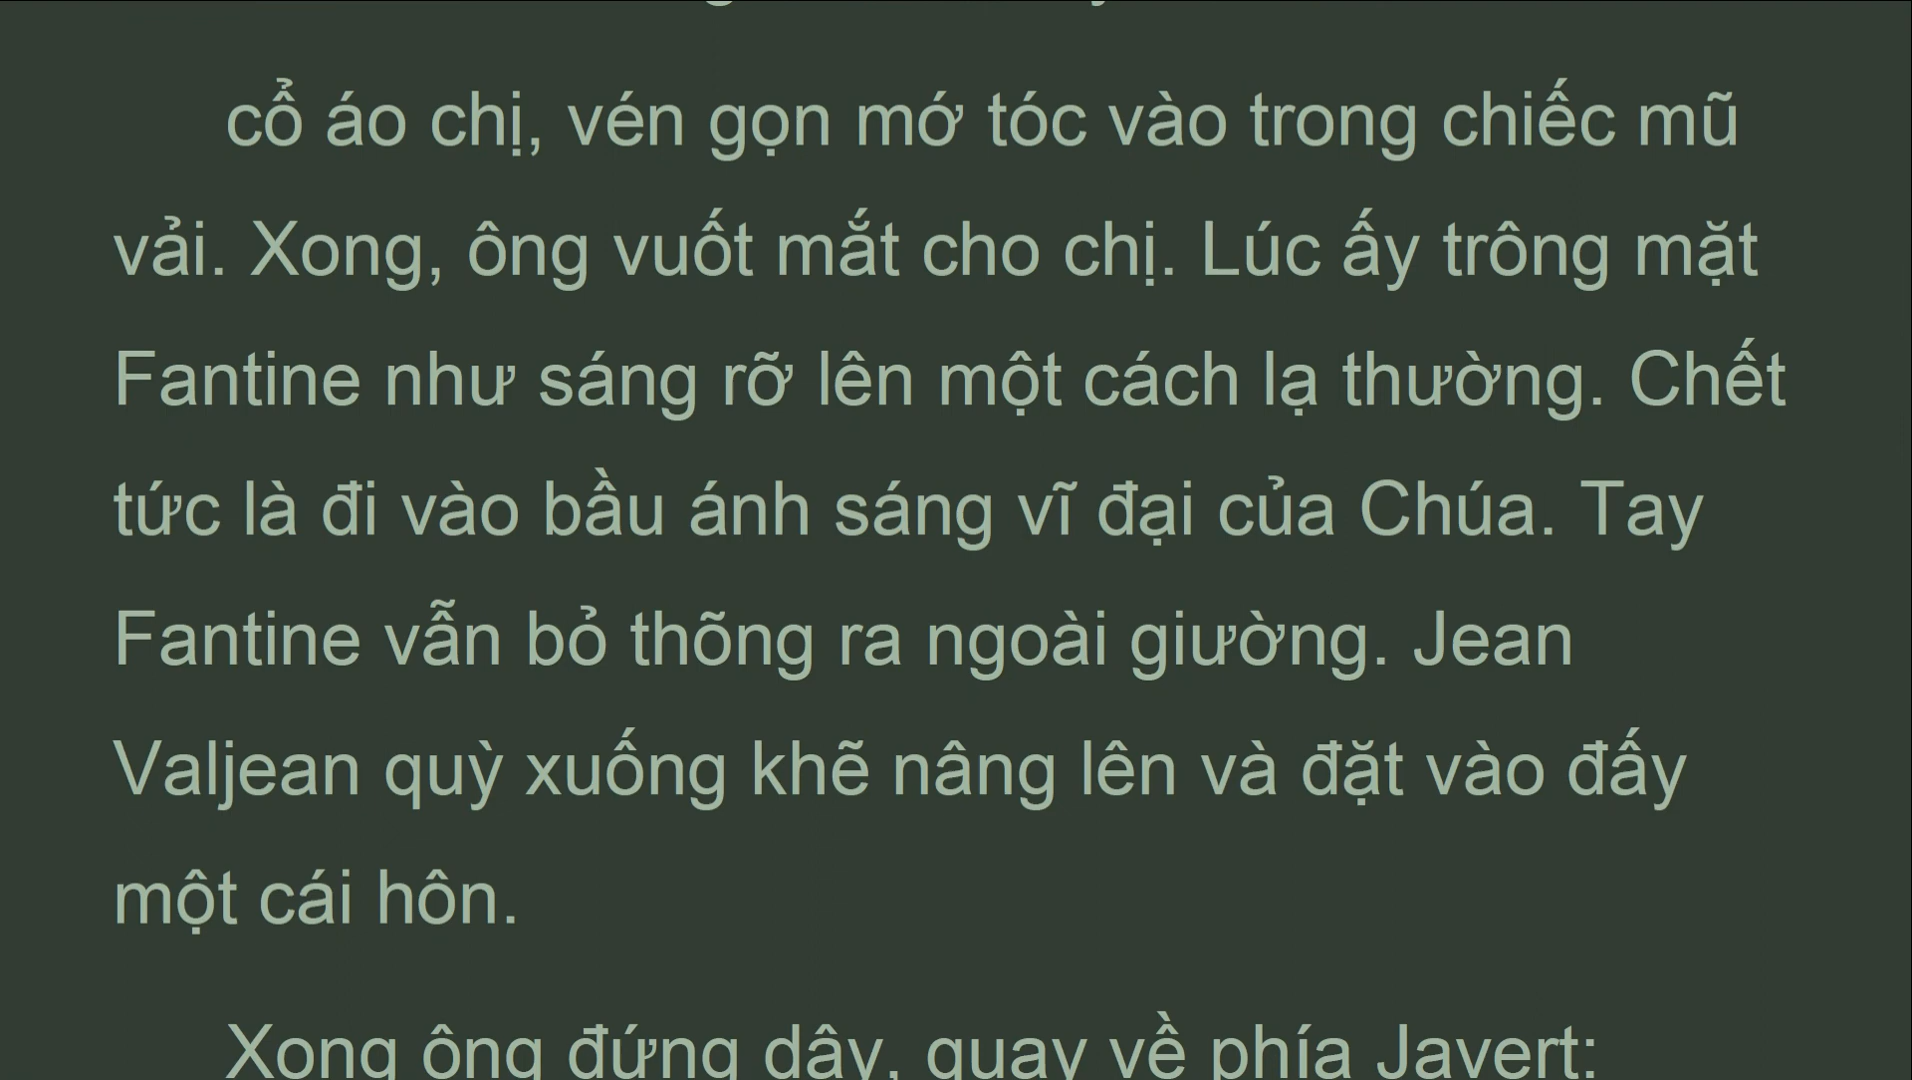 cổ áo chị, vén gọn mớ tóc vào trong chiếc mũ
vải. Xong, ông vuốt mắt cho chị. Lúc ấy trông mặt
Fantine như sáng rỡ lên một cách lạ thường. Chết
tức là đi vào bầu ánh sáng vĩ đại của Chúa. Tay
Fantine vẫn bỏ thõng ra ngoài giường. Jean
Valjean quỳ xuống khẽ nâng lên và đặt vào đấy
một cái hôn.
Xong ông đứng dậy, quay về phía Javert: